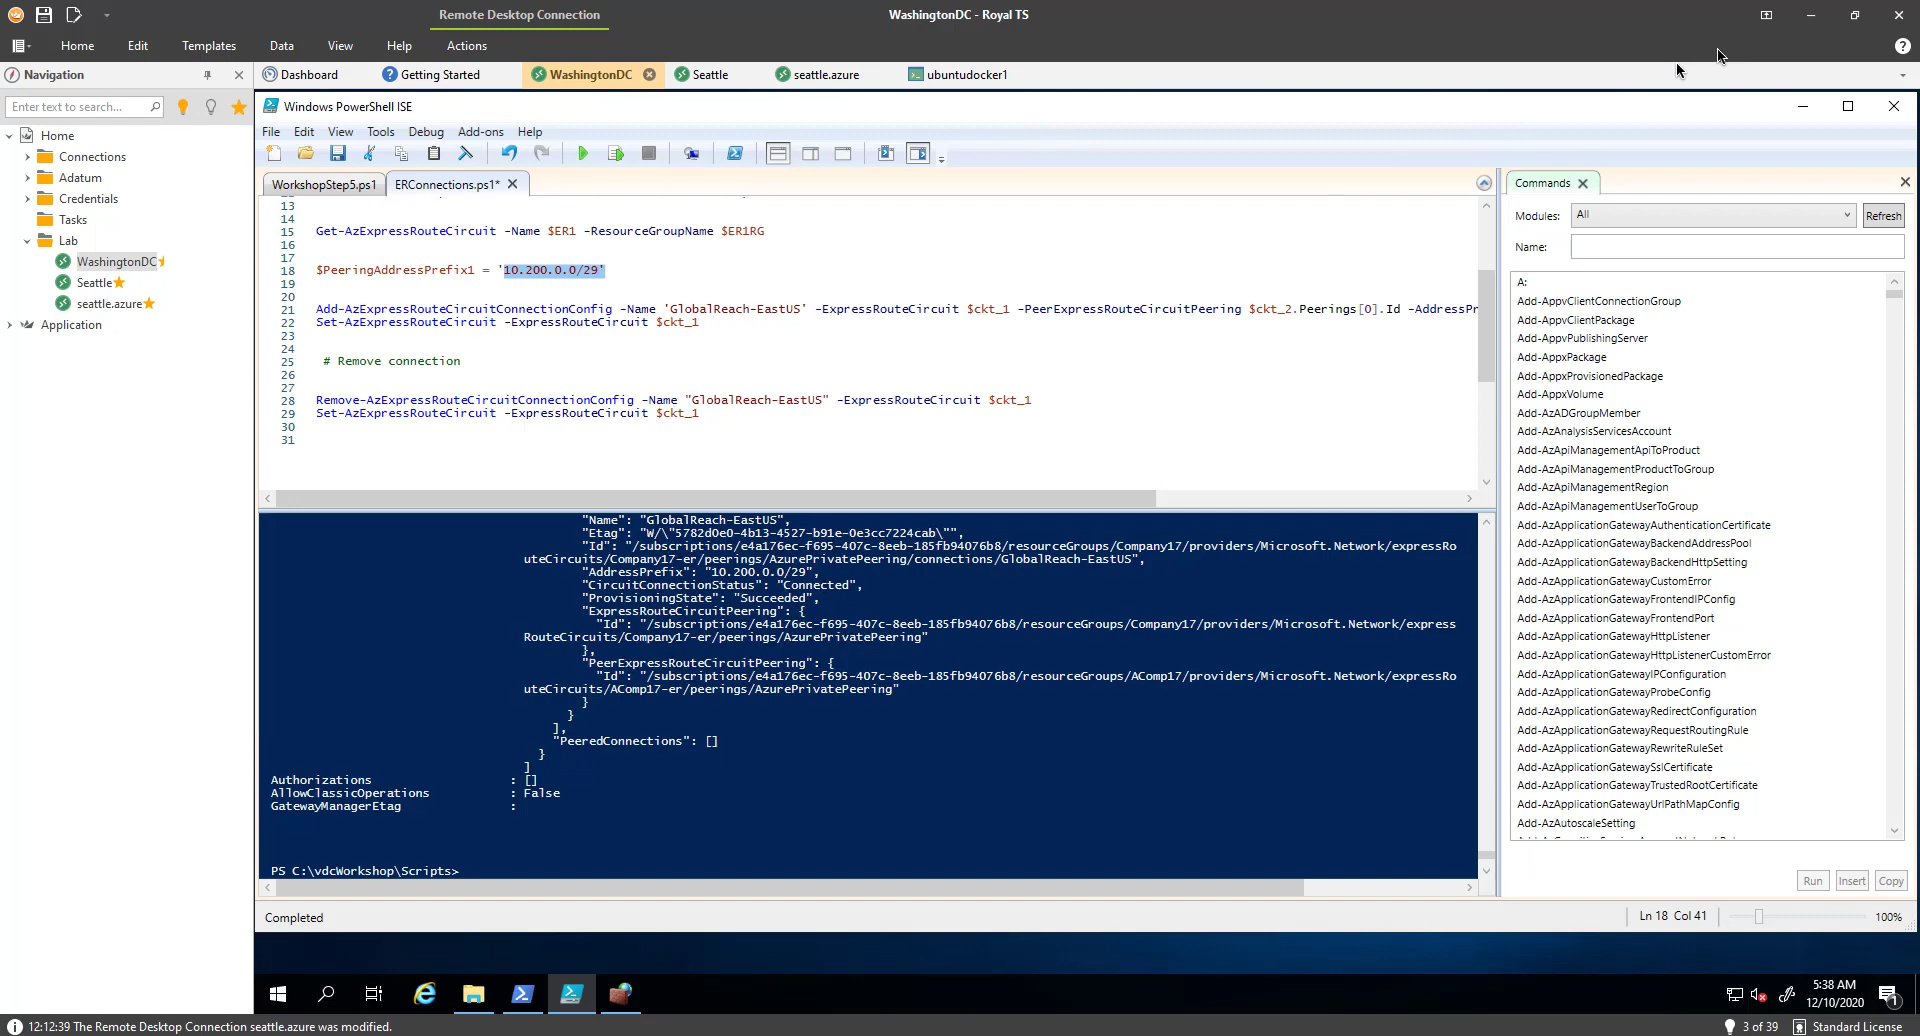 Remote Desktop Connection
WashingtonDC - Royal TS
Home Edit Templates Data View Help Actions
Navigation
Dashboard
Getting Started
WashingtonDC
Seattle
seattle.azure
ubuntudocker1
Enter text to search...
Home
Connections
Adatum
Credentials
Tasks
Lab
WashingtonDC
Seattle
seattle.azure
Application
Windows PowerShell ISE
File Edit View Tools Debug Add-ons Help
WorkshopStep5.ps1
ERConnections.ps1*
13
14
15 Get-AzExpressRouteCircuit -Name $ER1 -ResourceGroupName $ER1RG
16
17
18 $PeeringAddressPrefix1 = '10.200.0.0/29'
19
20
21 Add-AzExpressRouteCircuitConnectionConfig -Name 'GlobalReach-EastUS' -ExpressRouteCircuit $ckt_1 -PeerExpressRouteCircuitPeering $ckt_2.Peerings[0].Id -AddressPr
22 Set-AzExpressRouteCircuit -ExpressRouteCircuit $ckt_1
23
24
25 # Remove connection
26
27
28 Remove-AzExpressRouteCircuitConnectionConfig -Name "GlobalReach-EastUS" -ExpressRouteCircuit $ckt_1
29 Set-AzExpressRouteCircuit -ExpressRouteCircuit $ckt_1
30
31
"Name": "GlobalReach-EastUS",
"Etag": "W/\"5782d0e0-4b13-4527-b91e-0e3cc7224cab\"",
"Id": "/subscriptions/e4a176ec-f695-407c-8eeb-185fb94076b8/resourceGroups/Company17/providers/Microsoft.Network/expressRo
uteCircuits/Company17-er/peerings/AzurePrivatePeering/connections/GlobalReach-EastUS",
"AddressPrefix": "10.200.0.0/29",
"CircuitConnectionStatus": "Connected",
"ProvisioningState": "Succeeded",
"ExpressRouteCircuitPeering": {
"Id": "/subscriptions/e4a176ec-f695-407c-8eeb-185fb94076b8/resourceGroups/Company17/providers/Microsoft.Network/express
RouteCircuits/Company17-er/peerings/AzurePrivatePeering"
},
"PeerExpressRouteCircuitPeering": {
"Id": "/subscriptions/e4a176ec-f695-407c-8eeb-185fb94076b8/resourceGroups/AComp17/providers/Microsoft.Network/expressRo
uteCircuits/AComp17-er/peerings/AzurePrivatePeering"
}
}
],
"PeeredConnections": []
}
]
Authorizations : []
AllowClassicOperations : False
GatewayManagerEtag :
PS C:\vdcWorkshop\Scripts>
Completed
Ln 18 Col 41
100%
Commands
Modules: All Refresh
Name:
A:
Add-AppvClientConnectionGroup
Add-AppvClientPackage
Add-AppvPublishingServer
Add-AppxPackage
Add-AppxProvisionedPackage
Add-AppxVolume
Add-AzADGroupMember
Add-AzAnalysisServicesAccount
Add-AzApiManagementApiToProduct
Add-AzApiManagementProductToGroup
Add-AzApiManagementRegion
Add-AzApiManagementUserToGroup
Add-AzApplicationGatewayAuthenticationCertificate
Add-AzApplicationGatewayBackendAddressPool
Add-AzApplicationGatewayBackendHttpSetting
Add-AzApplicationGatewayCustomError
Add-AzApplicationGatewayFrontendIPConfig
Add-AzApplicationGatewayFrontendPort
Add-AzApplicationGatewayHttpListener
Add-AzApplicationGatewayHttpListenerCustomError
Add-AzApplicationGatewayIPConfiguration
Add-AzApplicationGatewayProbeConfig
Add-AzApplicationGatewayRedirectConfiguration
Add-AzApplicationGatewayRequestRoutingRule
Add-AzApplicationGatewayRewriteRuleSet
Add-AzApplicationGatewaySslCertificate
Add-AzApplicationGatewayTrustedRootCertificate
Add-AzApplicationGatewayUrlPathMapConfig
Add-AzAutoscaleSetting
Run Insert Copy
5:38 AM
12/10/2020
1
12:12:39 The Remote Desktop Connection seattle.azure was modified.
3 of 39
Standard License